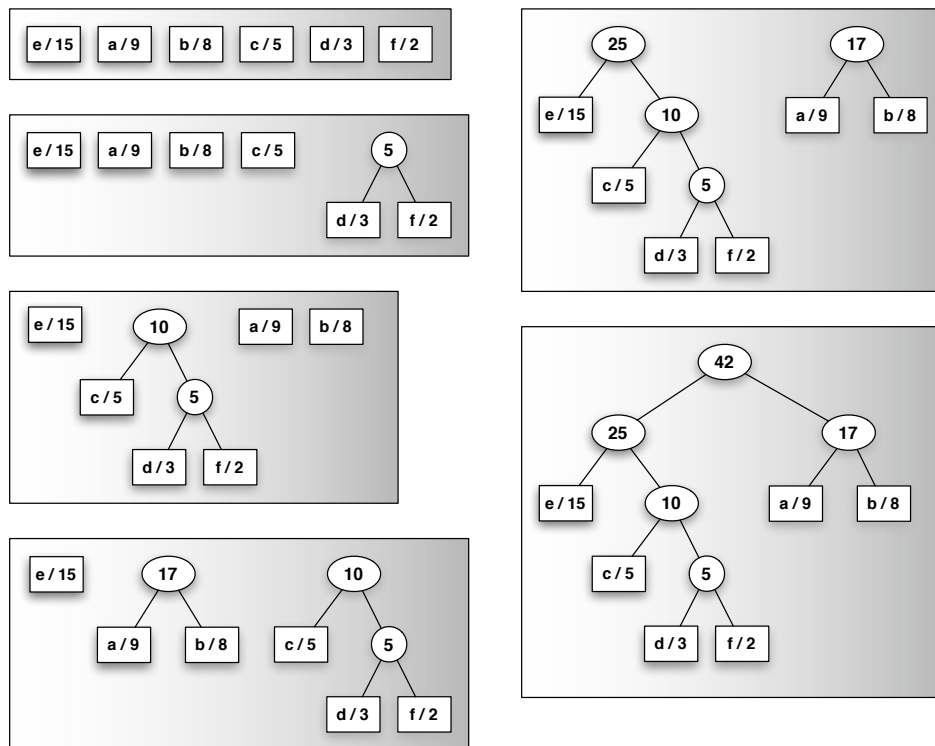 e / 15 a / 9 b / 8 c / 5 d / 3 f / 2
e / 15 a / 9 b / 8 c / 5 5
d / 3 f / 2
e / 15 10 a / 9 b / 8
c / 5 5
d / 3 f / 2
e / 15 17 10
a / 9 b / 8 c / 5 5
d / 3 f / 2
25 17
e / 15 10 a / 9 b / 8
c / 5 5
d / 3 f / 2
42
25 17
e / 15 10 a / 9 b / 8
c / 5 5
d / 3 f / 2